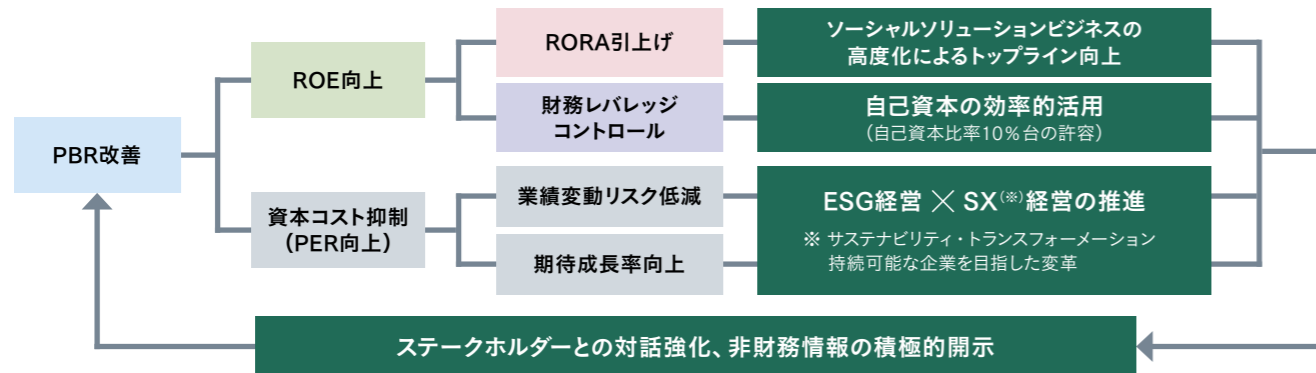 PBR改善
ROE向上
資本コスト抑制
（PER向上）
RORA引上げ
財務レバレッジ
コントロール
業績変動リスク低減
期待成長率向上
ソーシャルソリューションビジネスの
高度化によるトップライン向上
自己資本の効率的活用
（自己資本比率10％台の許容）
ESG経営 × SX(※)経営の推進
※ サステナビリティ・トランスフォーメーション
持続可能な企業を目指した変革
ステークホルダーとの対話強化、非財務情報の積極的開示